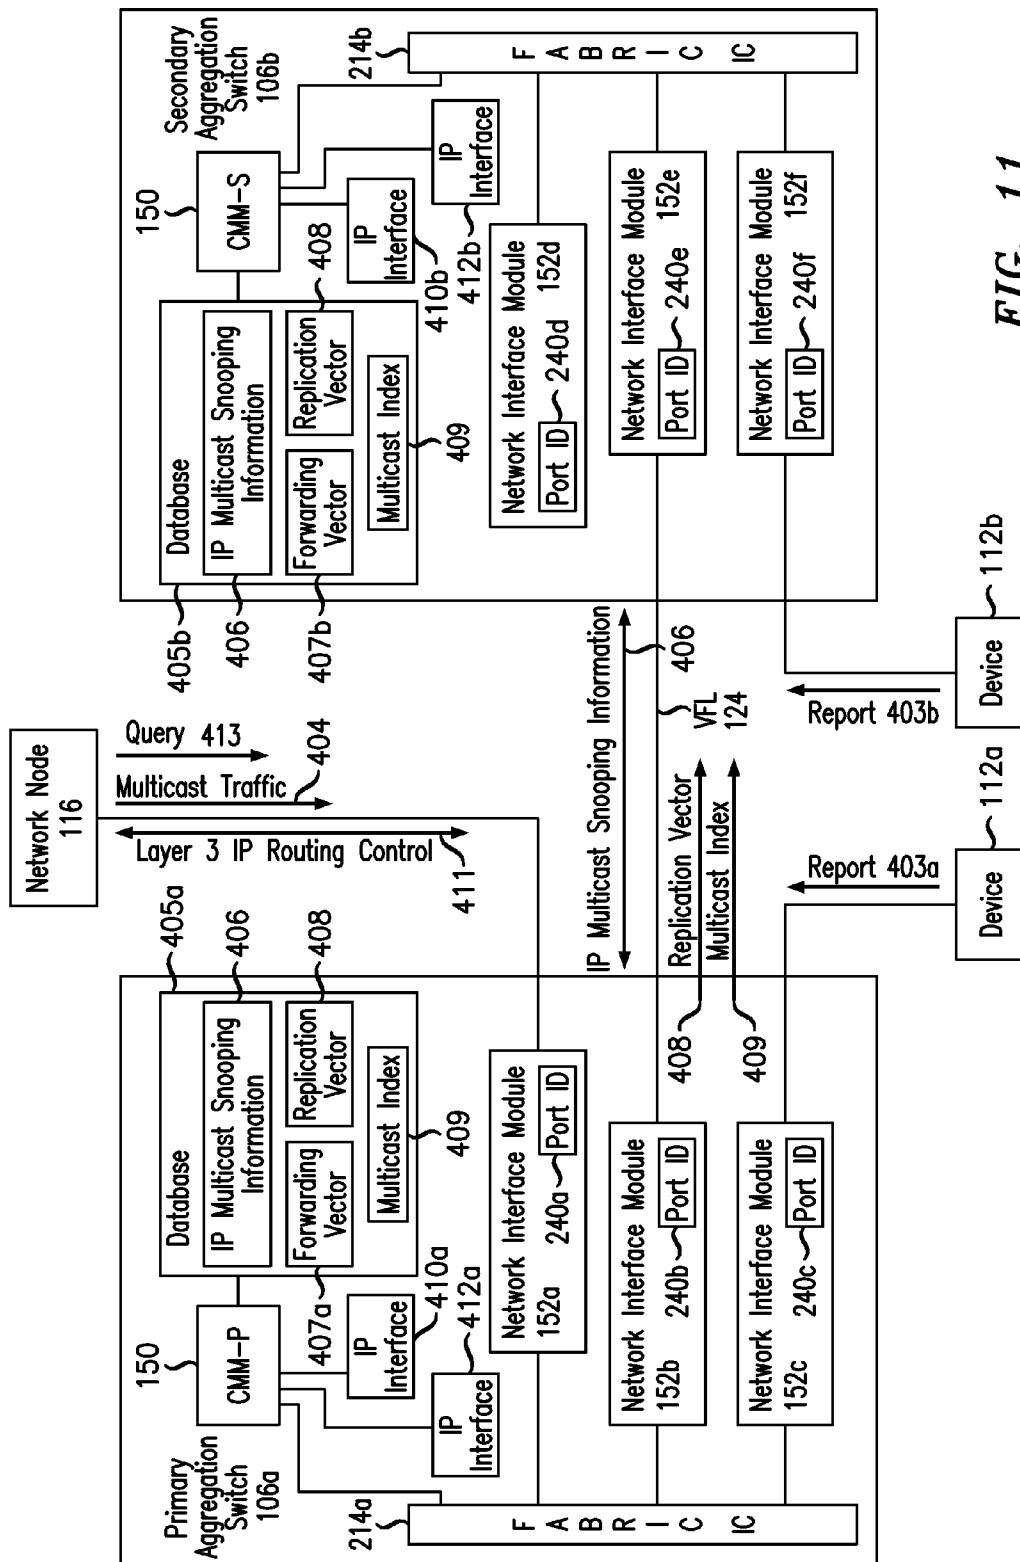 Network Node
116
Query 413
Multicast Traffic
404
Layer 3 IP Routing Control
411
Primary
Aggregation
Switch
106a
150
CMM-P
Database
405a
IP Multicast Snooping
Information
406
Forwarding
Vector
407a
Replication
Vector
408
Multicast Index
409
IP
Interface
410a
IP
Interface
412a
214a
F A B R I C IC
Network Interface Module
152a
240a
Port ID
Network Interface Module
152b
240b
Port ID
Network Interface Module
152c
240c
Port ID
Secondary
Aggregation
Switch
106b
150
CMM-S
Database
405b
IP Multicast Snooping
Information
406
Forwarding
Vector
407b
Replication
Vector
408
Multicast Index
409
IP
Interface
410b
IP
Interface
412b
214b
F A B R I C IC
Network Interface Module
152d
Port ID
240d
Network Interface Module
152e
Port ID
240e
Network Interface Module
152f
Port ID
240f
IP Multicast Snooping Information
406
VFL
124
Replication Vector
408
Multicast Index
409
Report 403a
Device
112a
Report 403b
Device
112b
FIG. 11